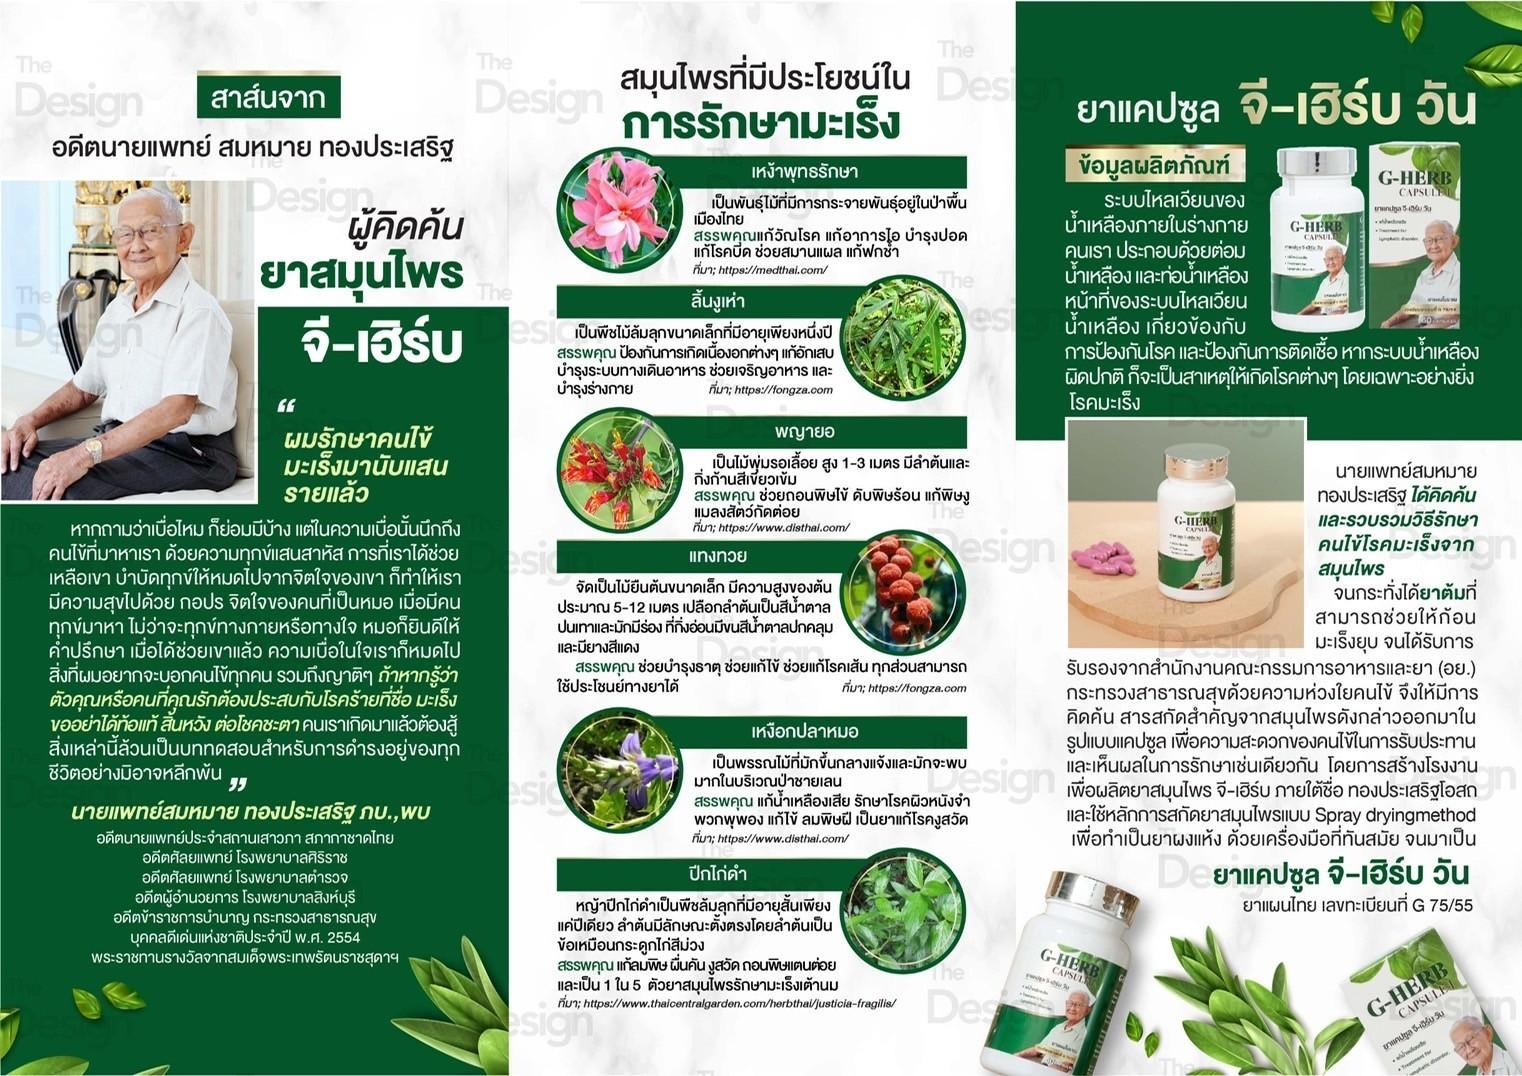 สาส์นจาก
อดีตนายแพทย์ สมหมาย ทองประเสริฐ
ผู้คิดค้น
ยาสมุนไพร
จี-เฮิร์บ
“
ผมรักษาคนไข้
มะเร็งมานับแสน
รายแล้ว
หากถามว่าเบื่อไหม ก็ย่อมมีบ้าง แต่ในความเบื่อนั้นนึกถึง
คนไข้ที่มาหาเรา ด้วยความทุกข์แสนสาหัส การที่เราได้ช่วย
เหลือเขา บำบัดทุกข์ให้หมดไปจากจิตใจของเขา ก็ทำให้เรา
มีความสุขไปด้วย กอปร จิตใจของคนที่เป็นหมอ เมื่อมีคน
ทุกข์มาหา ไม่ว่าจะทุกข์ทางกายหรือทางใจ หมอก็ยินดีให้
คำปรึกษา เมื่อได้ช่วยเขาแล้ว ความเบื่อในใจเราก็หมดไป
สิ่งที่ผมอยากจะบอกคนไข้ทุกคน รวมถึงญาติๆ ถ้าหากรู้ว่า
ตัวคุณหรือคนที่คุณรักต้องประสบกับโรคร้ายที่ชื่อ มะเร็ง
ขออย่าได้ท้อแท้ สิ้นหวัง ต่อโชคชะตา คนเราเกิดมาแล้วต้องสู้
สิ่งเหล่านี้ล้วนเป็นบททดสอบสำหรับการดำรงอยู่ของทุก
ชีวิตอย่างมิอาจหลีกพ้น ”
นายแพทย์สมหมาย ทองประเสริฐ ภบ.,พบ
อดีตนายแพทย์ประจำสถานเสาวภา สภากาชาดไทย
อดีตศัลยแพทย์ โรงพยาบาลศิริราช
อดีตศัลยแพทย์ โรงพยาบาลตำรวจ
อดีตผู้อำนวยการ โรงพยาบาลสิงห์บุรี
อดีตข้าราชการบำนาญ กระทรวงสาธารณสุข
บุคคลดีเด่นแห่งชาติประจำปี พ.ศ. 2554
พระราชทานรางวัลจากสมเด็จพระเทพรัตนราชสุดาฯ
สมุนไพรที่มีประโยชน์ใน
การรักษามะเร็ง
เหง้าพุทธรักษา
เป็นพันธุ์ไม้ที่มีการกระจายพันธุ์อยู่ในป่าพื้น
เมืองไทย
สรรพคุณแก้วัณโรค แก้อาการไอ บำรุงปอด
แก้โรคบิด ช่วยสมานแผล แก้ฟกช้ำ
ที่มา; https://medthai.com/
ลิ้นงูเห่า
เป็นพืชไม้ล้มลุกขนาดเล็กที่มีอายุเพียงหนึ่งปี
สรรพคุณ ป้องกันการเกิดเนื้องอกต่างๆ แก้อักเสบ
บำรุงระบบทางเดินอาหาร ช่วยเจริญอาหาร และ
บำรุงร่างกาย
ที่มา; https://fongza.com
พญายอ
เป็นไม้พุ่มรอเลื้อย สูง 1-3 เมตร มีลำต้นและ
กิ่งก้านสีเขียวเข้ม
สรรพคุณ ช่วยถอนพิษไข้ ดับพิษร้อน แก้พิษงู
แมลงสัตว์กัดต่อย
ที่มา; https://www.disthai.com/
แทงทวย
จัดเป็นไม้ยืนต้นขนาดเล็ก มีความสูงของต้น
ประมาณ 5-12 เมตร เปลือกลำต้นเป็นสีน้ำตาล
ปนเทาและมักมีร่อง ที่กิ่งอ่อนมีขนสีน้ำตาลปกคลุม
และมียางสีแดง
สรรพคุณ ช่วยบำรุงธาตุ ช่วยแก้ไข้ ช่วยแก้โรคเส้น ทุกส่วนสามารถ
ใช้ประโยชน์ทางยาได้
ที่มา; https://fongza.com
เหงือกปลาหมอ
เป็นพรรณไม้ที่มักขึ้นกลางแจ้งและมักจะพบ
มากในบริเวณป่าชายเลน
สรรพคุณ แก้น้ำเหลืองเสีย รักษาโรคผิวหนังจำ
พวกพุพอง แก้ไข้ ลมพิษฝี เป็นยาแก้โรคงูสวัด
ที่มา; https://www.disthai.com/
ปีกไก่ดำ
หญ้าปีกไก่ดำเป็นพืชล้มลุกที่มีอายุสั้นเพียง
แค่ปีเดียว ลำต้นมีลักษณะตั้งตรงโดยลำต้นเป็น
ข้อเหมือนกระดูกไก่สีม่วง
สรรพคุณ แก้ลมพิษ ผื่นคัน งูสวัด ถอนพิษแตนต่อย
และเป็น 1 ใน 5 ตัวยาสมุนไพรรักษามะเร็งเต้านม
ที่มา; https://www.thaicentralgarden.com/herbthai/justicia-fragilis/
ยาแคปซูล จี-เฮิร์บ วัน
ข้อมูลผลิตภัณฑ์
ระบบไหลเวียนของ
น้ำเหลืองภายในร่างกาย
คนเรา ประกอบด้วยต่อม
น้ำเหลือง และท่อน้ำเหลือง
หน้าที่ของระบบไหลเวียน
น้ำเหลือง เกี่ยวข้องกับ
การป้องกันโรค และป้องกันการติดเชื้อ หากระบบน้ำเหลือง
ผิดปกติ ก็จะเป็นสาเหตุให้เกิดโรคต่างๆ โดยเฉพาะอย่างยิ่ง
โรคมะเร็ง
G-HERB
CAPSULE
G-HERB
CAPSULE
ยาแคปซูล จี-เฮิร์บ วัน
นายแพทย์สมหมาย
ทองประเสริฐ ได้คิดค้น
และรวบรวมวิธีรักษา
คนไข้โรคมะเร็งจาก
สมุนไพร
จนกระทั่งได้ยาต้มที่
สามารถช่วยให้ก้อน
มะเร็งยุบ จนได้รับการ
รับรองจากสำนักงานคณะกรรมการอาหารและยา (อย.)
กระทรวงสาธารณสุขด้วยความห่วงใยคนไข้ จึงให้มีการ
คิดค้น สารสกัดสำคัญจากสมุนไพรดังกล่าวออกมาใน
รูปแบบแคปซูล เพื่อความสะดวกของคนไข้ในการรับประทาน
และเห็นผลในการรักษาเช่นเดียวกัน โดยการสร้างโรงงาน
เพื่อผลิตยาสมุนไพร จี-เฮิร์บ ภายใต้ชื่อ ทองประเสริฐโอสถ
และใช้หลักการสกัดยาสมุนไพรแบบ Spray dryingmethod
เพื่อทำเป็นยาผงแห้ง ด้วยเครื่องมือที่ทันสมัย จนมาเป็น
ยาแคปซูล จี-เฮิร์บ วัน
ยาแผนไทย เลขทะเบียนที่ G 75/55
G-HERB
CAPSULE
ยาแคปซูล จี-เฮิร์บ วัน
G-HERB
CAPSULE
ยาแคปซูล จี-เฮิร์บ วัน
The
Design